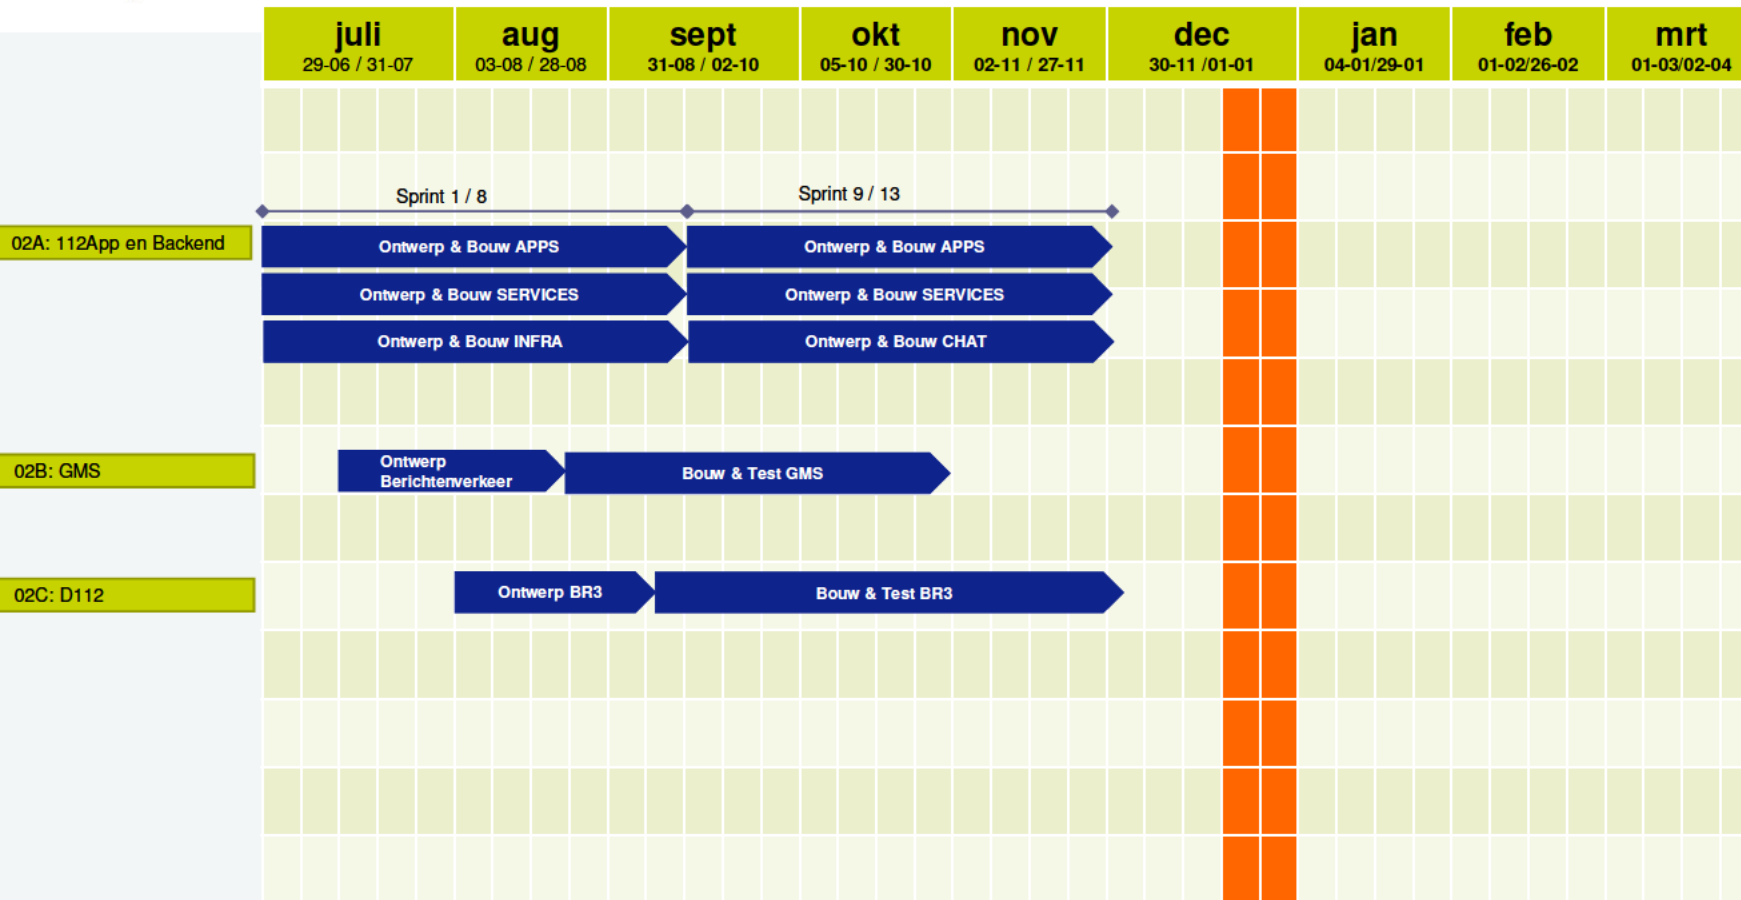 juli aug sept okt nov dec jan feb mrt
29-06 / 31-07 03-08 / 28-08 31-08 / 02-10 05-10 / 30-10 02-11 / 27-11 30-11 /01-01 04-01/29-01 01-02/26-02 01-03/02-04
Sprint 1 / 8 Sprint 9 / 13
02A: 112App en Backend
Ontwerp & Bouw APPS Ontwerp & Bouw APPS
Ontwerp & Bouw SERVICES Ontwerp & Bouw SERVICES
Ontwerp & Bouw INFRA Ontwerp & Bouw CHAT
02B: GMS
Ontwerp
Berichtenverkeer
Bouw & Test GMS
02C: D112
Ontwerp BR3 Bouw & Test BR3